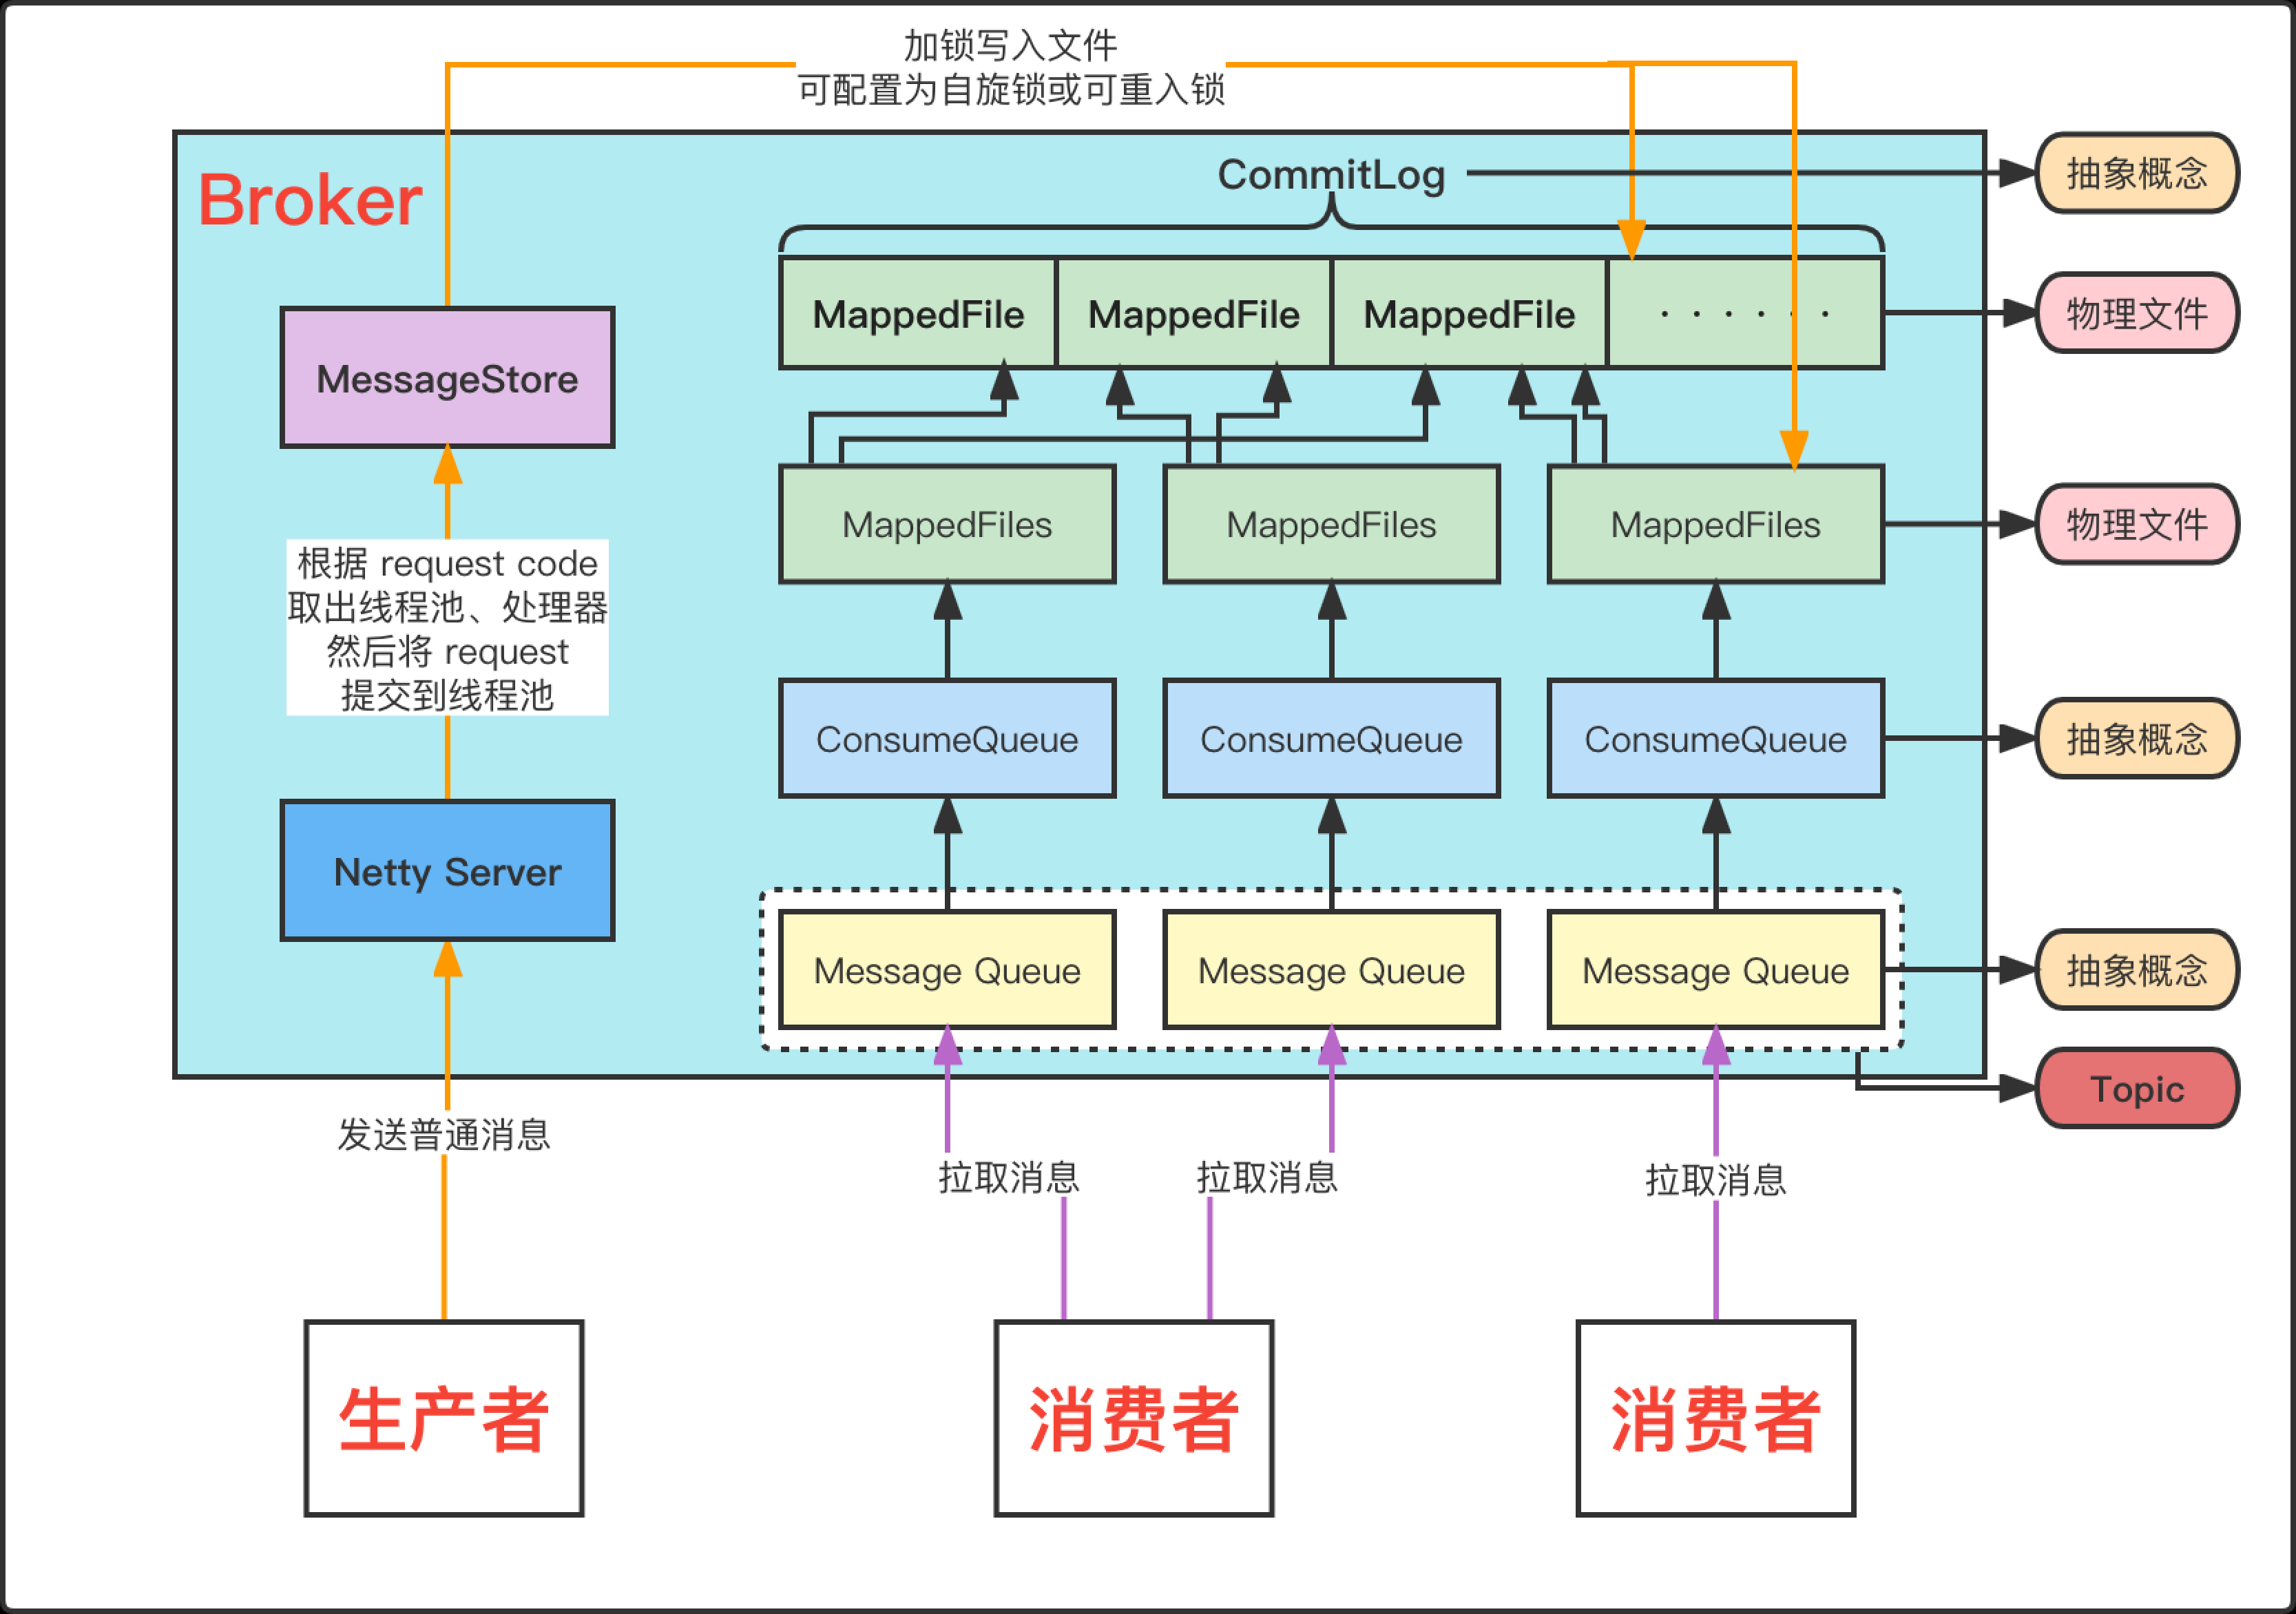 加锁写入文件
可配置为自旋锁或可重入锁
Broker
CommitLog
抽象概念
MappedFile
MappedFile
MappedFile
· · · · · ·
物理文件
MessageStore
MappedFiles
MappedFiles
MappedFiles
物理文件
根据 request code
取出线程池、处理器
然后将 request
提交到线程池
ConsumeQueue
ConsumeQueue
ConsumeQueue
抽象概念
Netty Server
Message Queue
Message Queue
Message Queue
抽象概念
Topic
发送普通消息
拉取消息
拉取消息
拉取消息
生产者
消费者
消费者